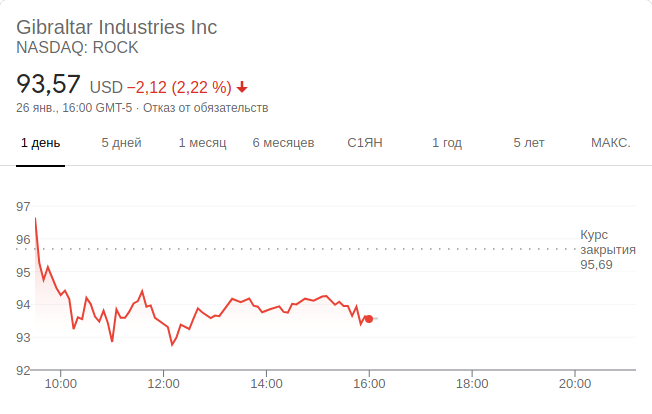 Gibraltar Industries Inc
NASDAQ: ROCK
93,57 USD −2,12 (2,22 %)
26 янв., 16:00 GMT-5 · Отказ от обязательств
1 день 5 дней 1 месяц 6 месяцев С1ЯН 1 год 5 лет МАКС.
97
96
95
94
93
92
Курс
закрытия
95,69
10:00 12:00 14:00 16:00 18:00 20:00